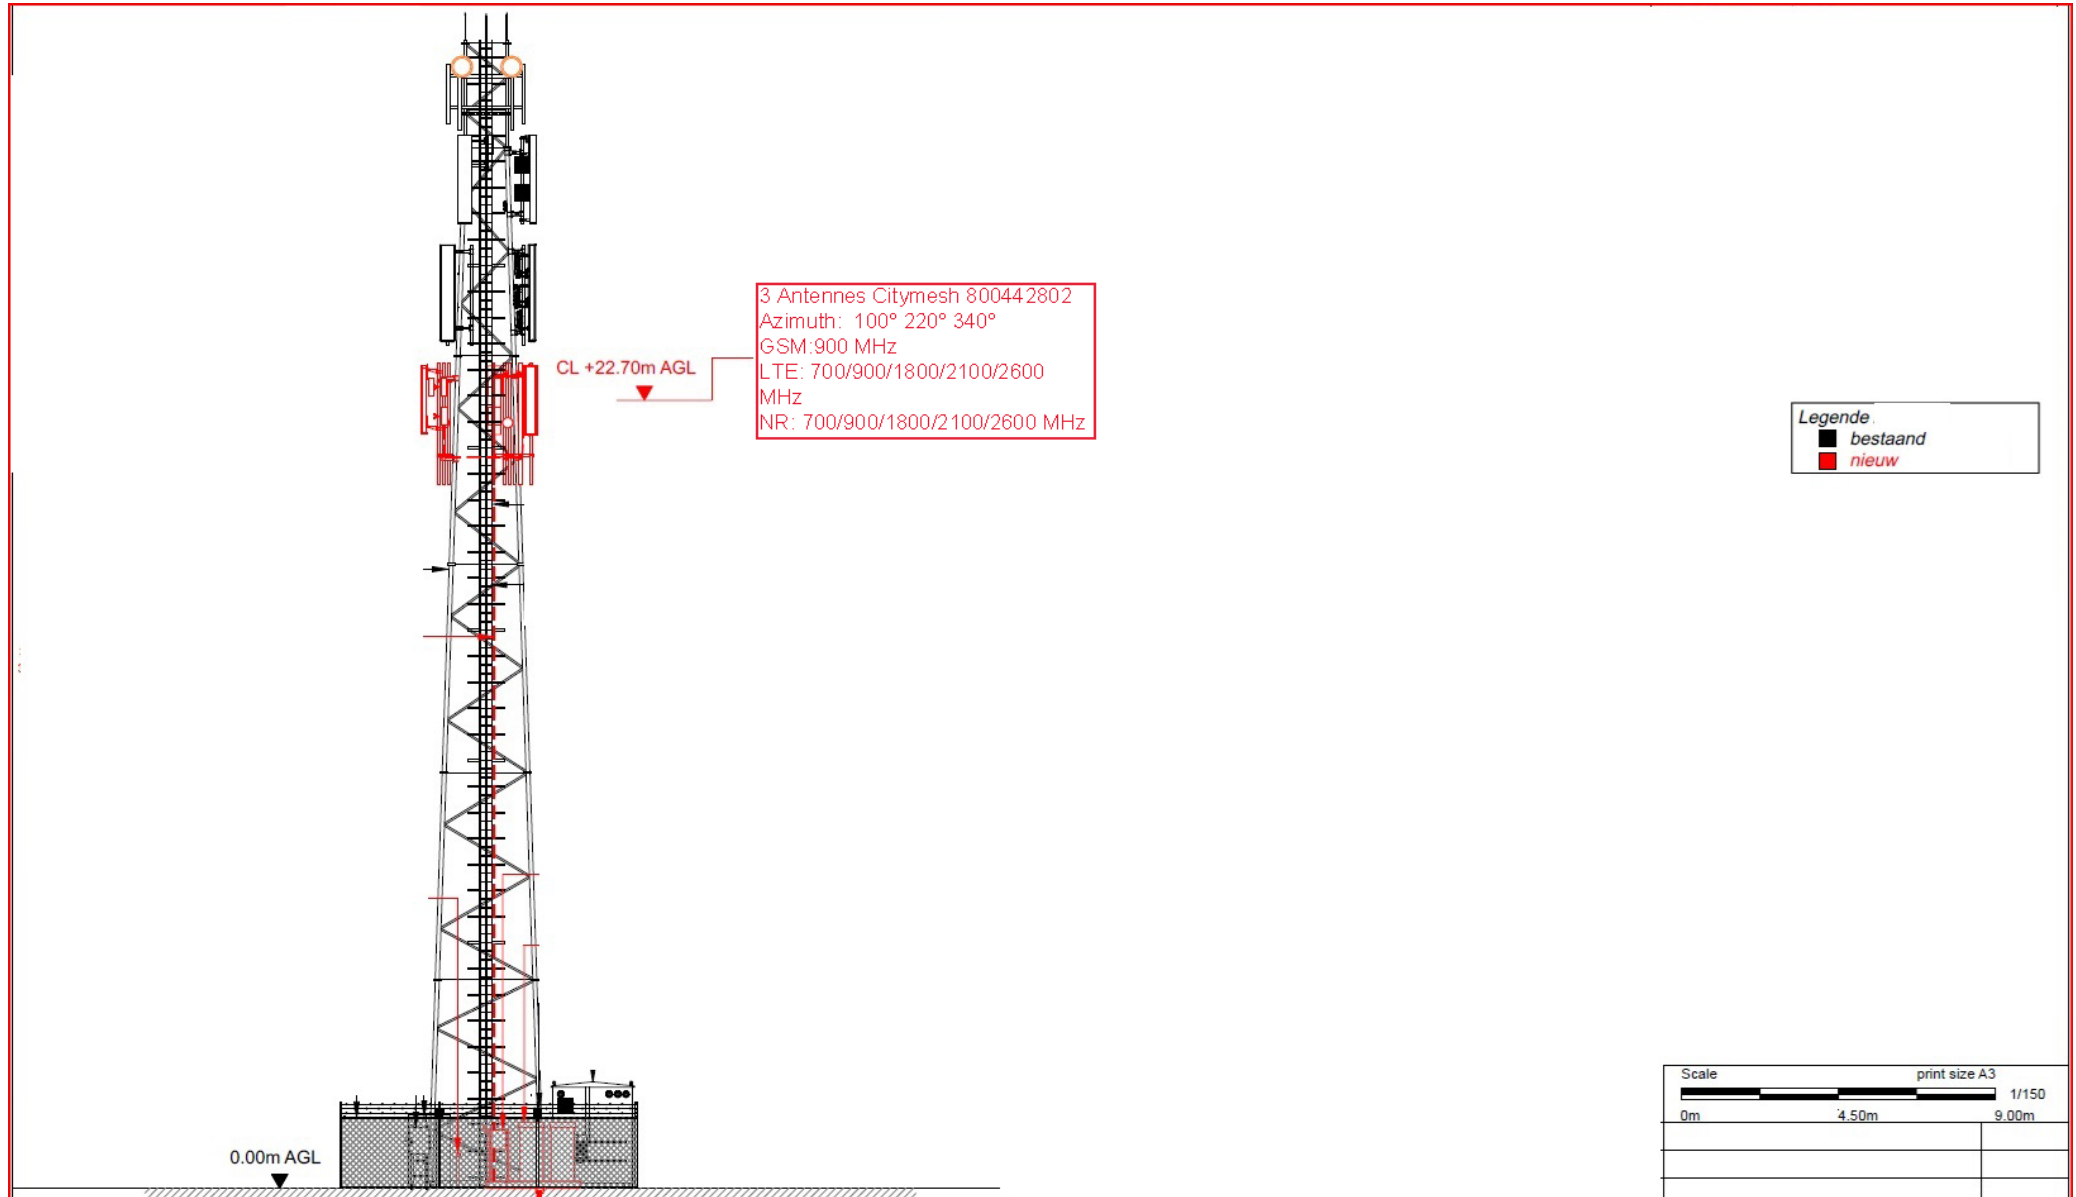 3 Antennes Citymesh 800442802
Azimuth: 100° 220° 340°
GSM:900 MHz
LTE: 700/900/1800/2100/2600
MHz
NR: 700/900/1800/2100/2600 MHz
CL +22.70m AGL
Legende
bestaand
nieuw
0.00m AGL
Scale print size A3
1/150
0m 4.50m 9.00m